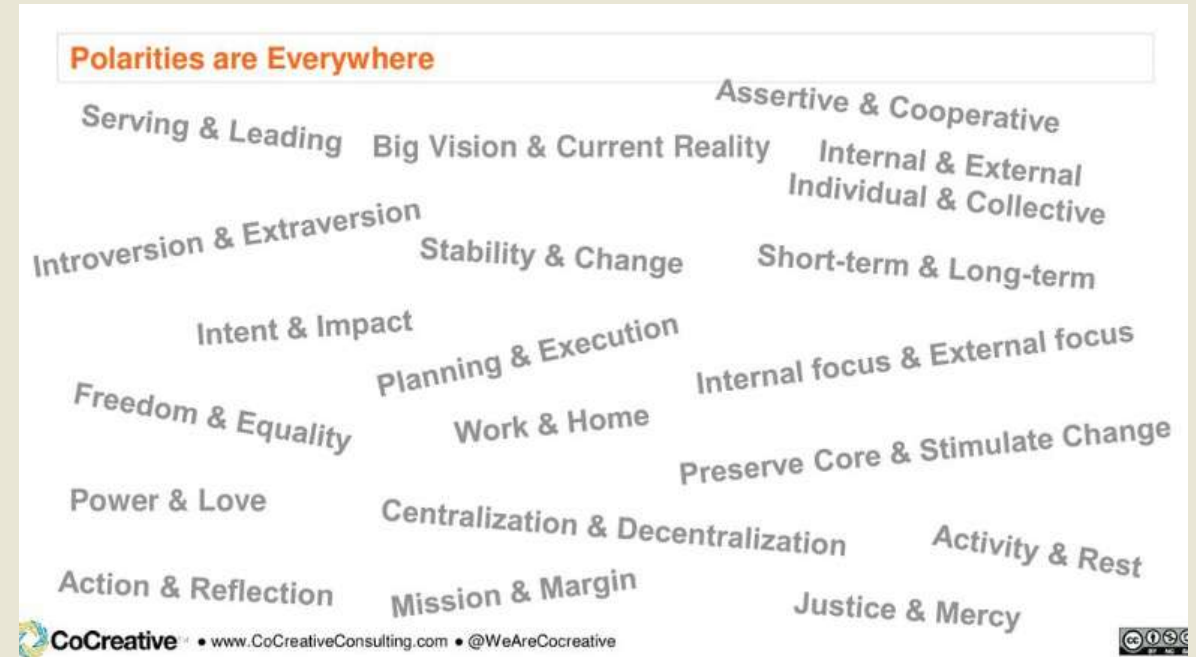 Polarities are Everywhere
Assertive & Cooperative
Serving & Leading
Big Vision & Current Reality
Internal & External
Individual & Collective
Introversion & Extraversion
Stability & Change
Short-term & Long-term
Intent & Impact
Planning & Execution
Internal focus & External focus
Freedom & Equality
Work & Home
Preserve Core & Stimulate Change
Power & Love
Centralization & Decentralization
Activity & Rest
Action & Reflection
Mission & Margin
Justice & Mercy
CoCreative • www.CoCreativeConsulting.com • @WeAreCocreative
BY NC